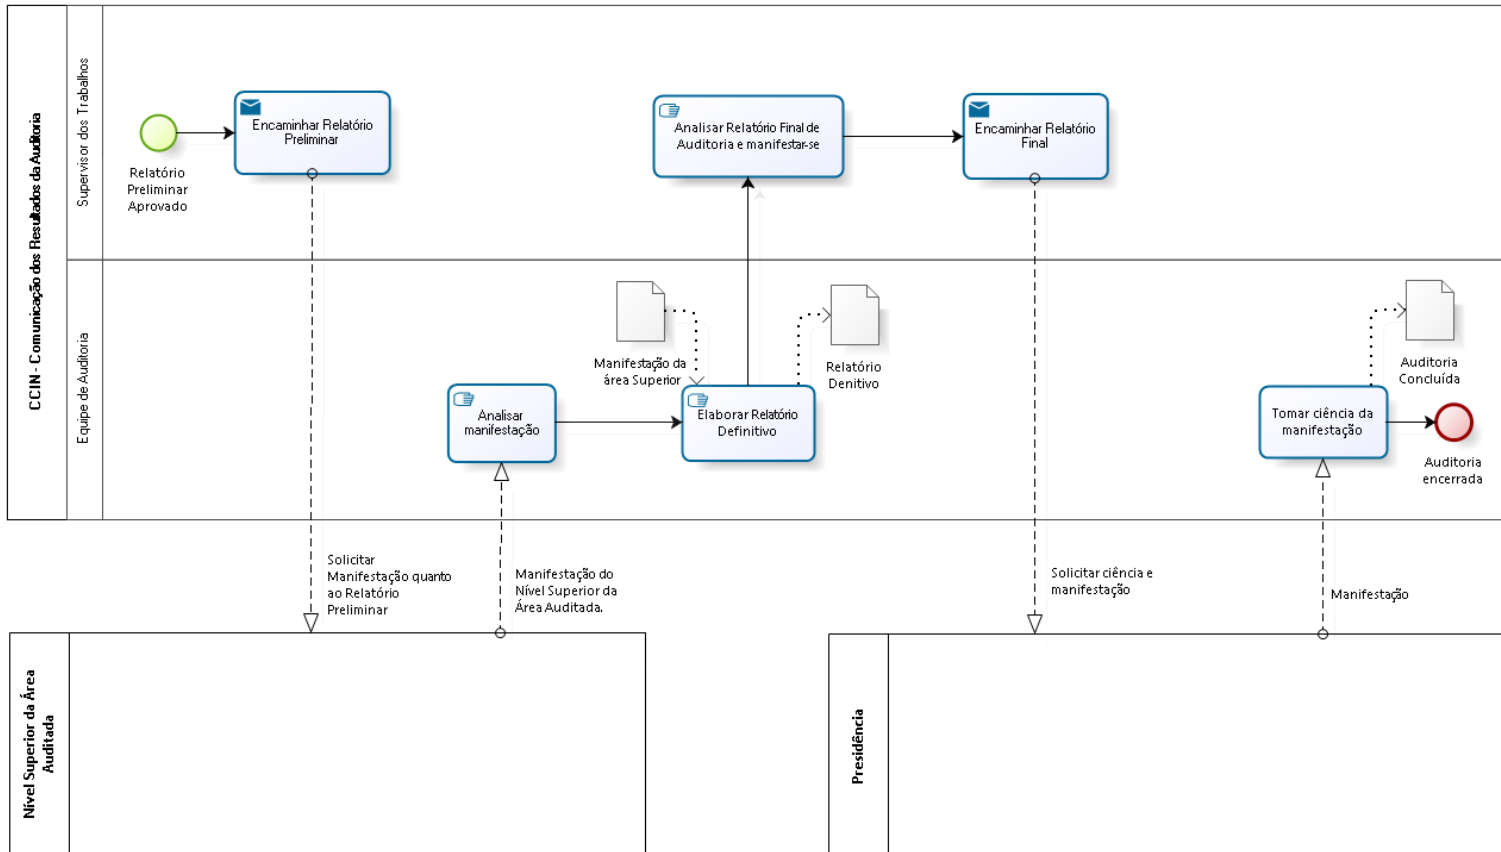 CCIN - Comunicação dos Resultados da Auditoria
Supervisor dos Trabalhos
Relatório
Preliminar
Aprovado
Encaminhar Relatório
Preliminar
Analisar Relatório Final de
Auditoria e manifestar-se
Encaminhar Relatório
Final
Equipe de Auditoria
Manifestação da
área Superior
Relatório
Denitivo
Auditoria
Concluída
Analisar
manifestação
Elaborar Relatório
Definitivo
Tomar ciência da
manifestação
Auditoria
encerrada
Solicitar
Manifestação quanto
ao Relatório
Preliminar
Manifestação do
Nível Superior da
Área Auditada.
Solicitar ciência e
manifestação
Manifestação
Nível Superior da Área
Auditada
Presidência